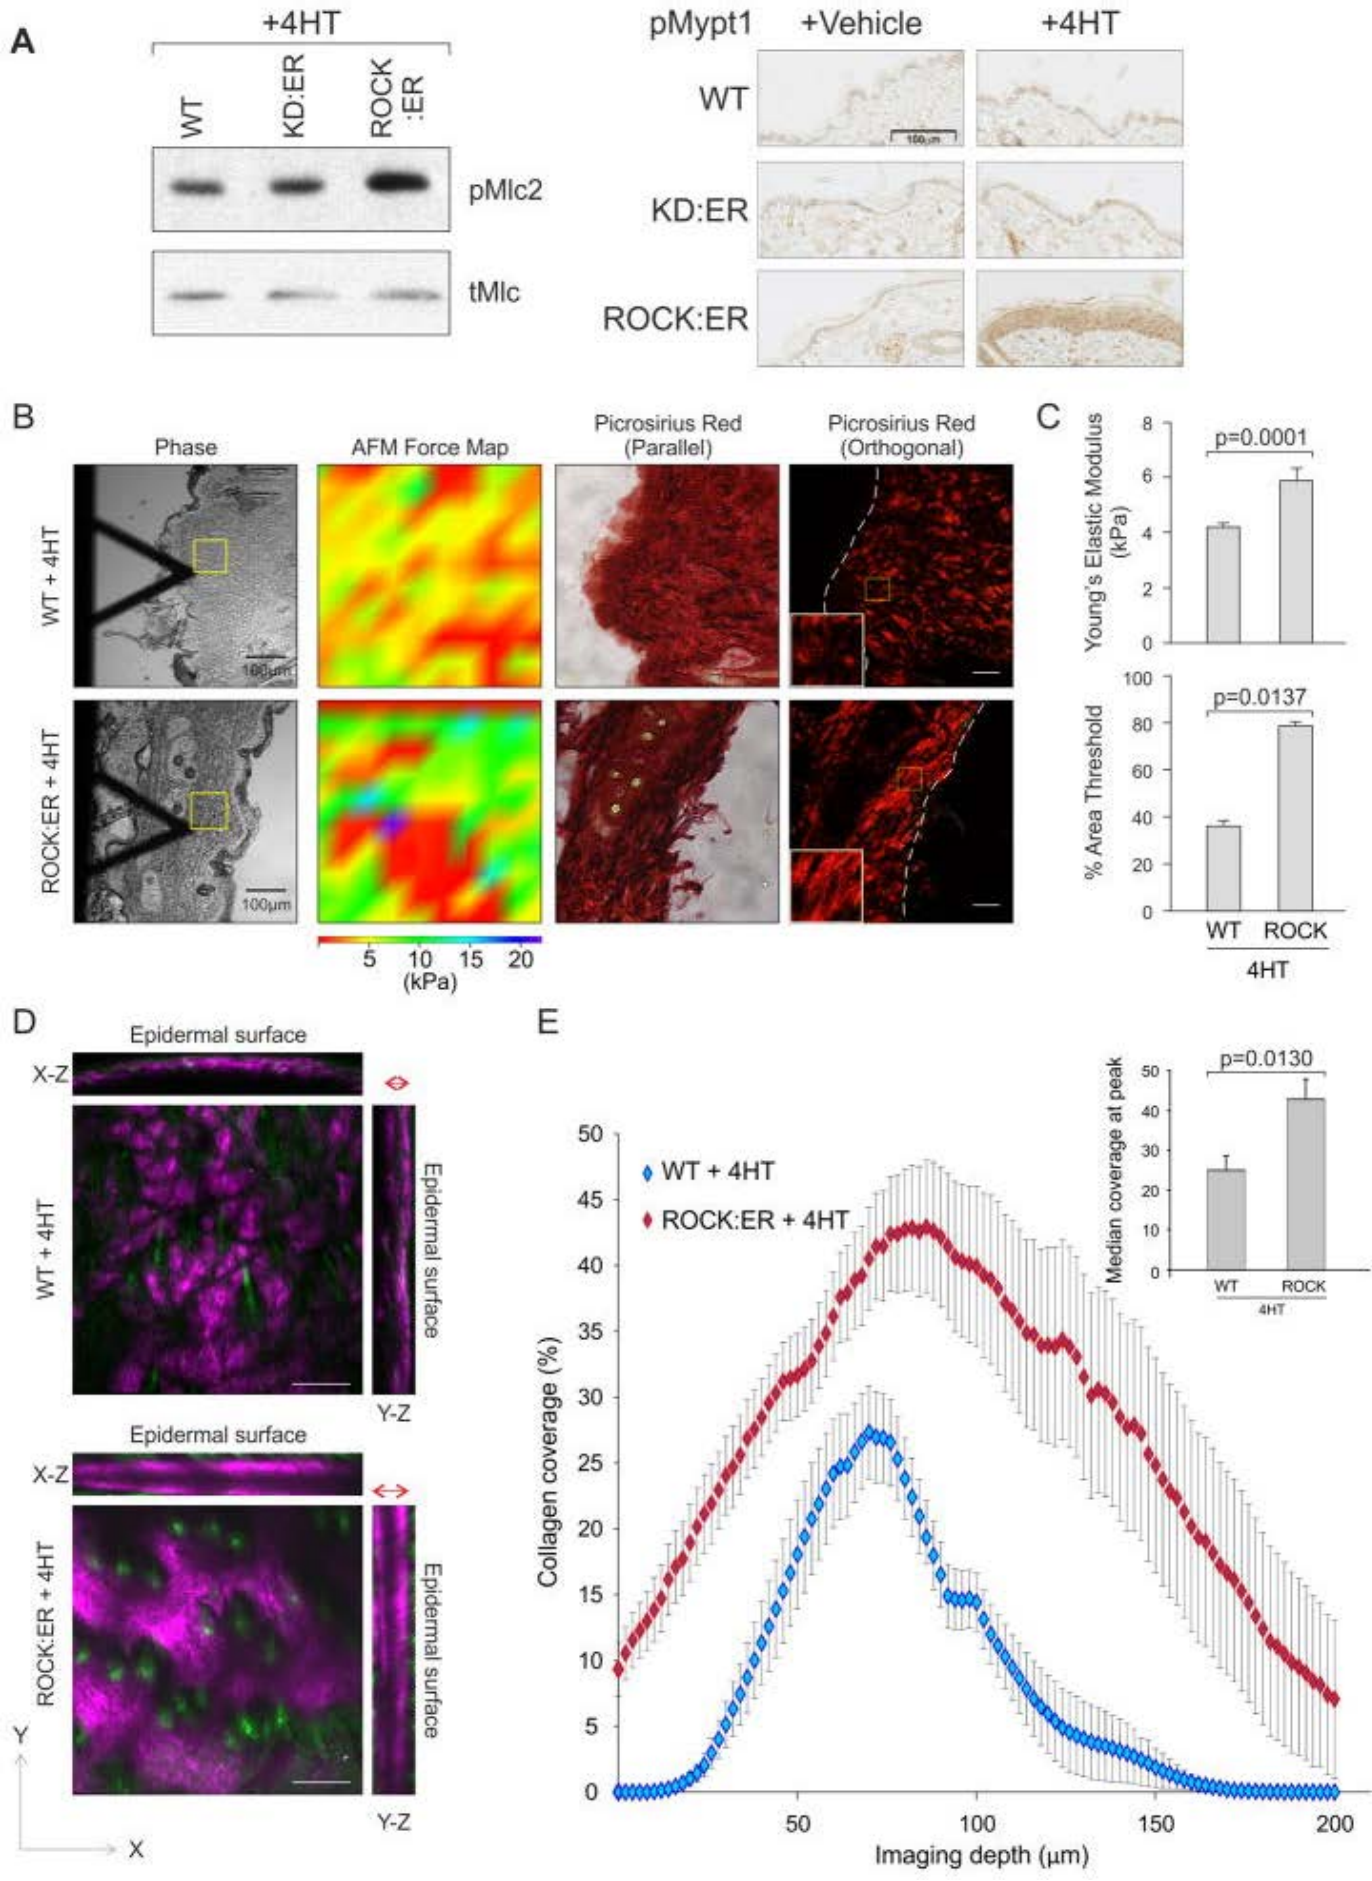 A
+4HT
WT
KD:ER
ROCK
:ER
pMlc2
tMlc
pMypt1
+Vehicle
+4HT
WT
100µm
KD:ER
ROCK:ER
B
Phase
AFM Force Map
Picrosirius Red
(Parallel)
Picrosirius Red
(Orthogonal)
WT + 4HT
100µm
ROCK:ER + 4HT
100µm
5 10 15 20
(kPa)
C
Young's Elastic Modulus
(kPa)
8
6
4
2
0
p=0.0001
% Area Threshold
100
80
60
40
20
0
p=0.0137
WT ROCK
4HT
D
Epidermal surface
X-Z
WT + 4HT
Epidermal surface
Y-Z
Epidermal surface
X-Z
ROCK:ER + 4HT
Epidermal surface
Y-Z
Y
X
E
Collagen coverage (%)
50
45
40
35
30
25
20
15
10
5
0
WT + 4HT
ROCK:ER + 4HT
50 100 150 200
Imaging depth (µm)
Median coverage at peak
50
40
30
20
10
0
p=0.0130
WT ROCK
4HT